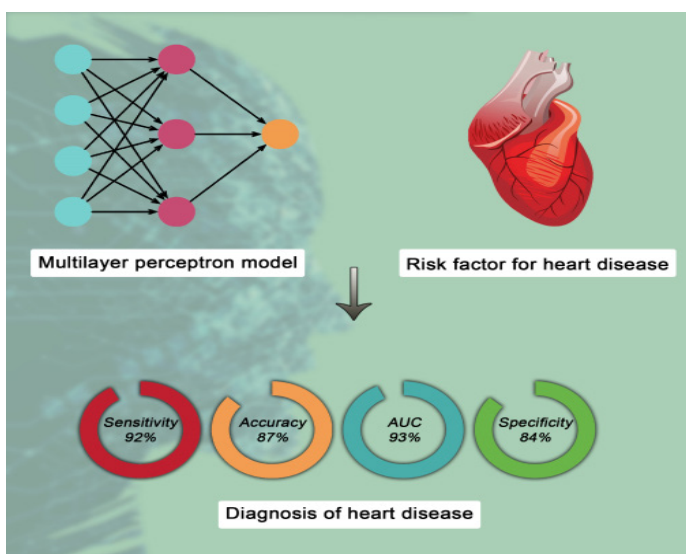 Multilayer perceptron model
Risk factor for heart disease
Sensitivity
92%
Accuracy
87%
AUC
93%
Specificity
84%
Diagnosis of heart disease